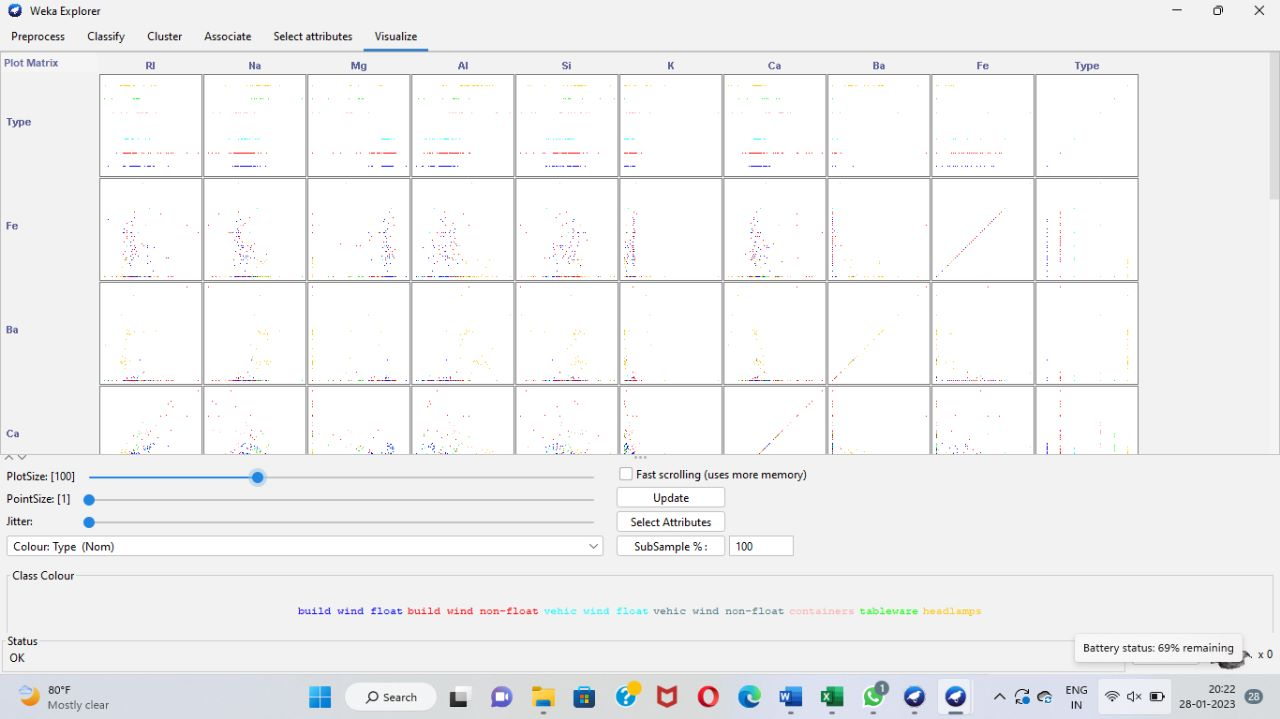 Weka Explorer
Preprocess Classify Cluster Associate Select attributes Visualize
Plot Matrix RI Na Mg Al Si K Ca Ba Fe Type
Type
Fe
Ba
Ca
PlotSize: [100] Fast scrolling (uses more memory)
PointSize: [1] Update
Jitter: Select Attributes
Colour: Type (Nom) SubSample % : 100
Class Colour
build wind float build wind non-float vehic wind float vehic wind non-float containers tableware headlamps
Status
OK
Battery status: 69% remaining
x 0
80°F
Mostly clear
Search
1
ENG
IN
20:22
28-01-2023
28